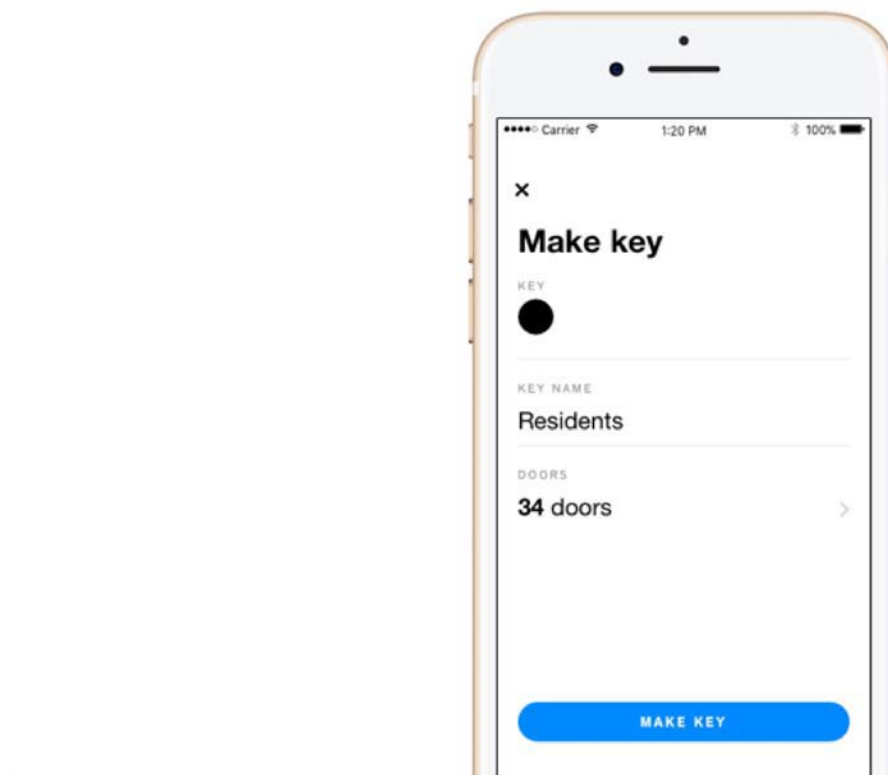 Carrier 1:20 PM 100%
×
Make key
KEY
KEY NAME
Residents
DOORS
34 doors
MAKE KEY